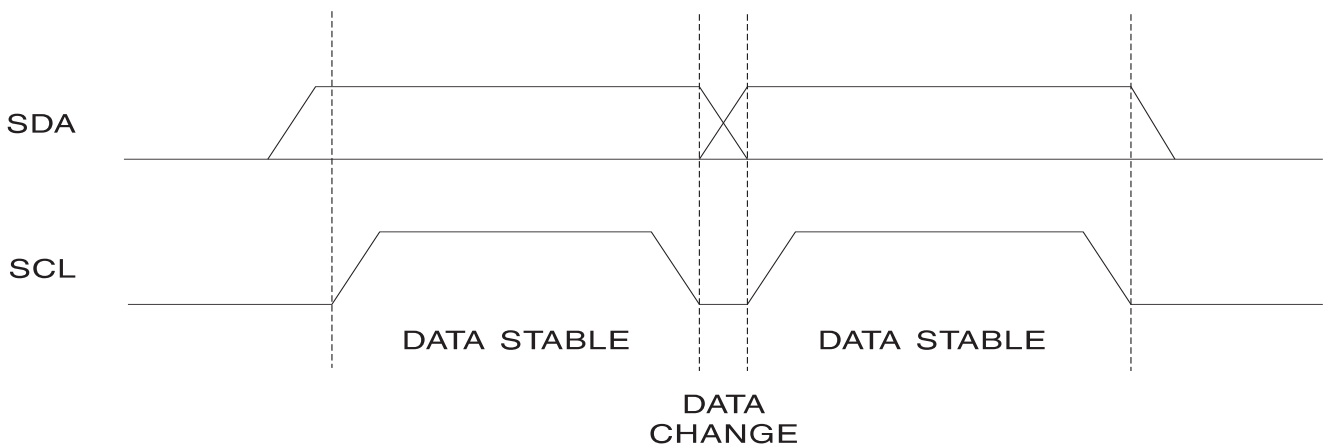 SDA
SCL
DATA STABLE
DATA STABLE
DATA
CHANGE